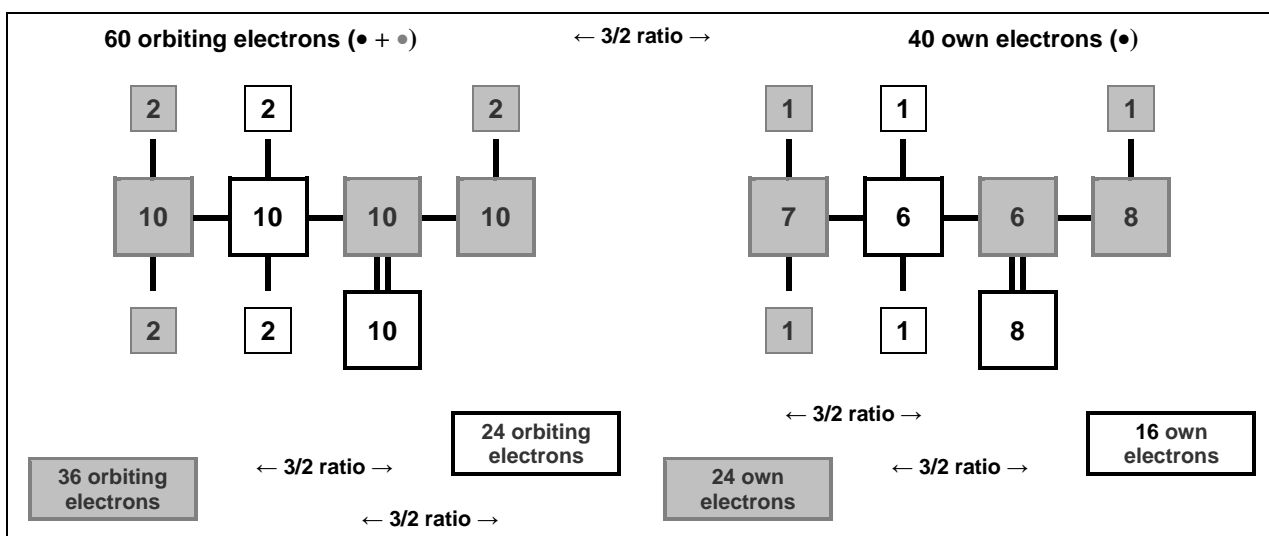 60 orbiting electrons (● + ●) ← 3/2 ratio → 40 own electrons (●)
2 2 2 1 1 1
10 10 10 10 7 6 6 8
2 2 10 1 1 8
← 3/2 ratio →
24 orbiting
electrons
16 own
electrons
36 orbiting
electrons
← 3/2 ratio →
24 own
electrons
← 3/2 ratio →
← 3/2 ratio →